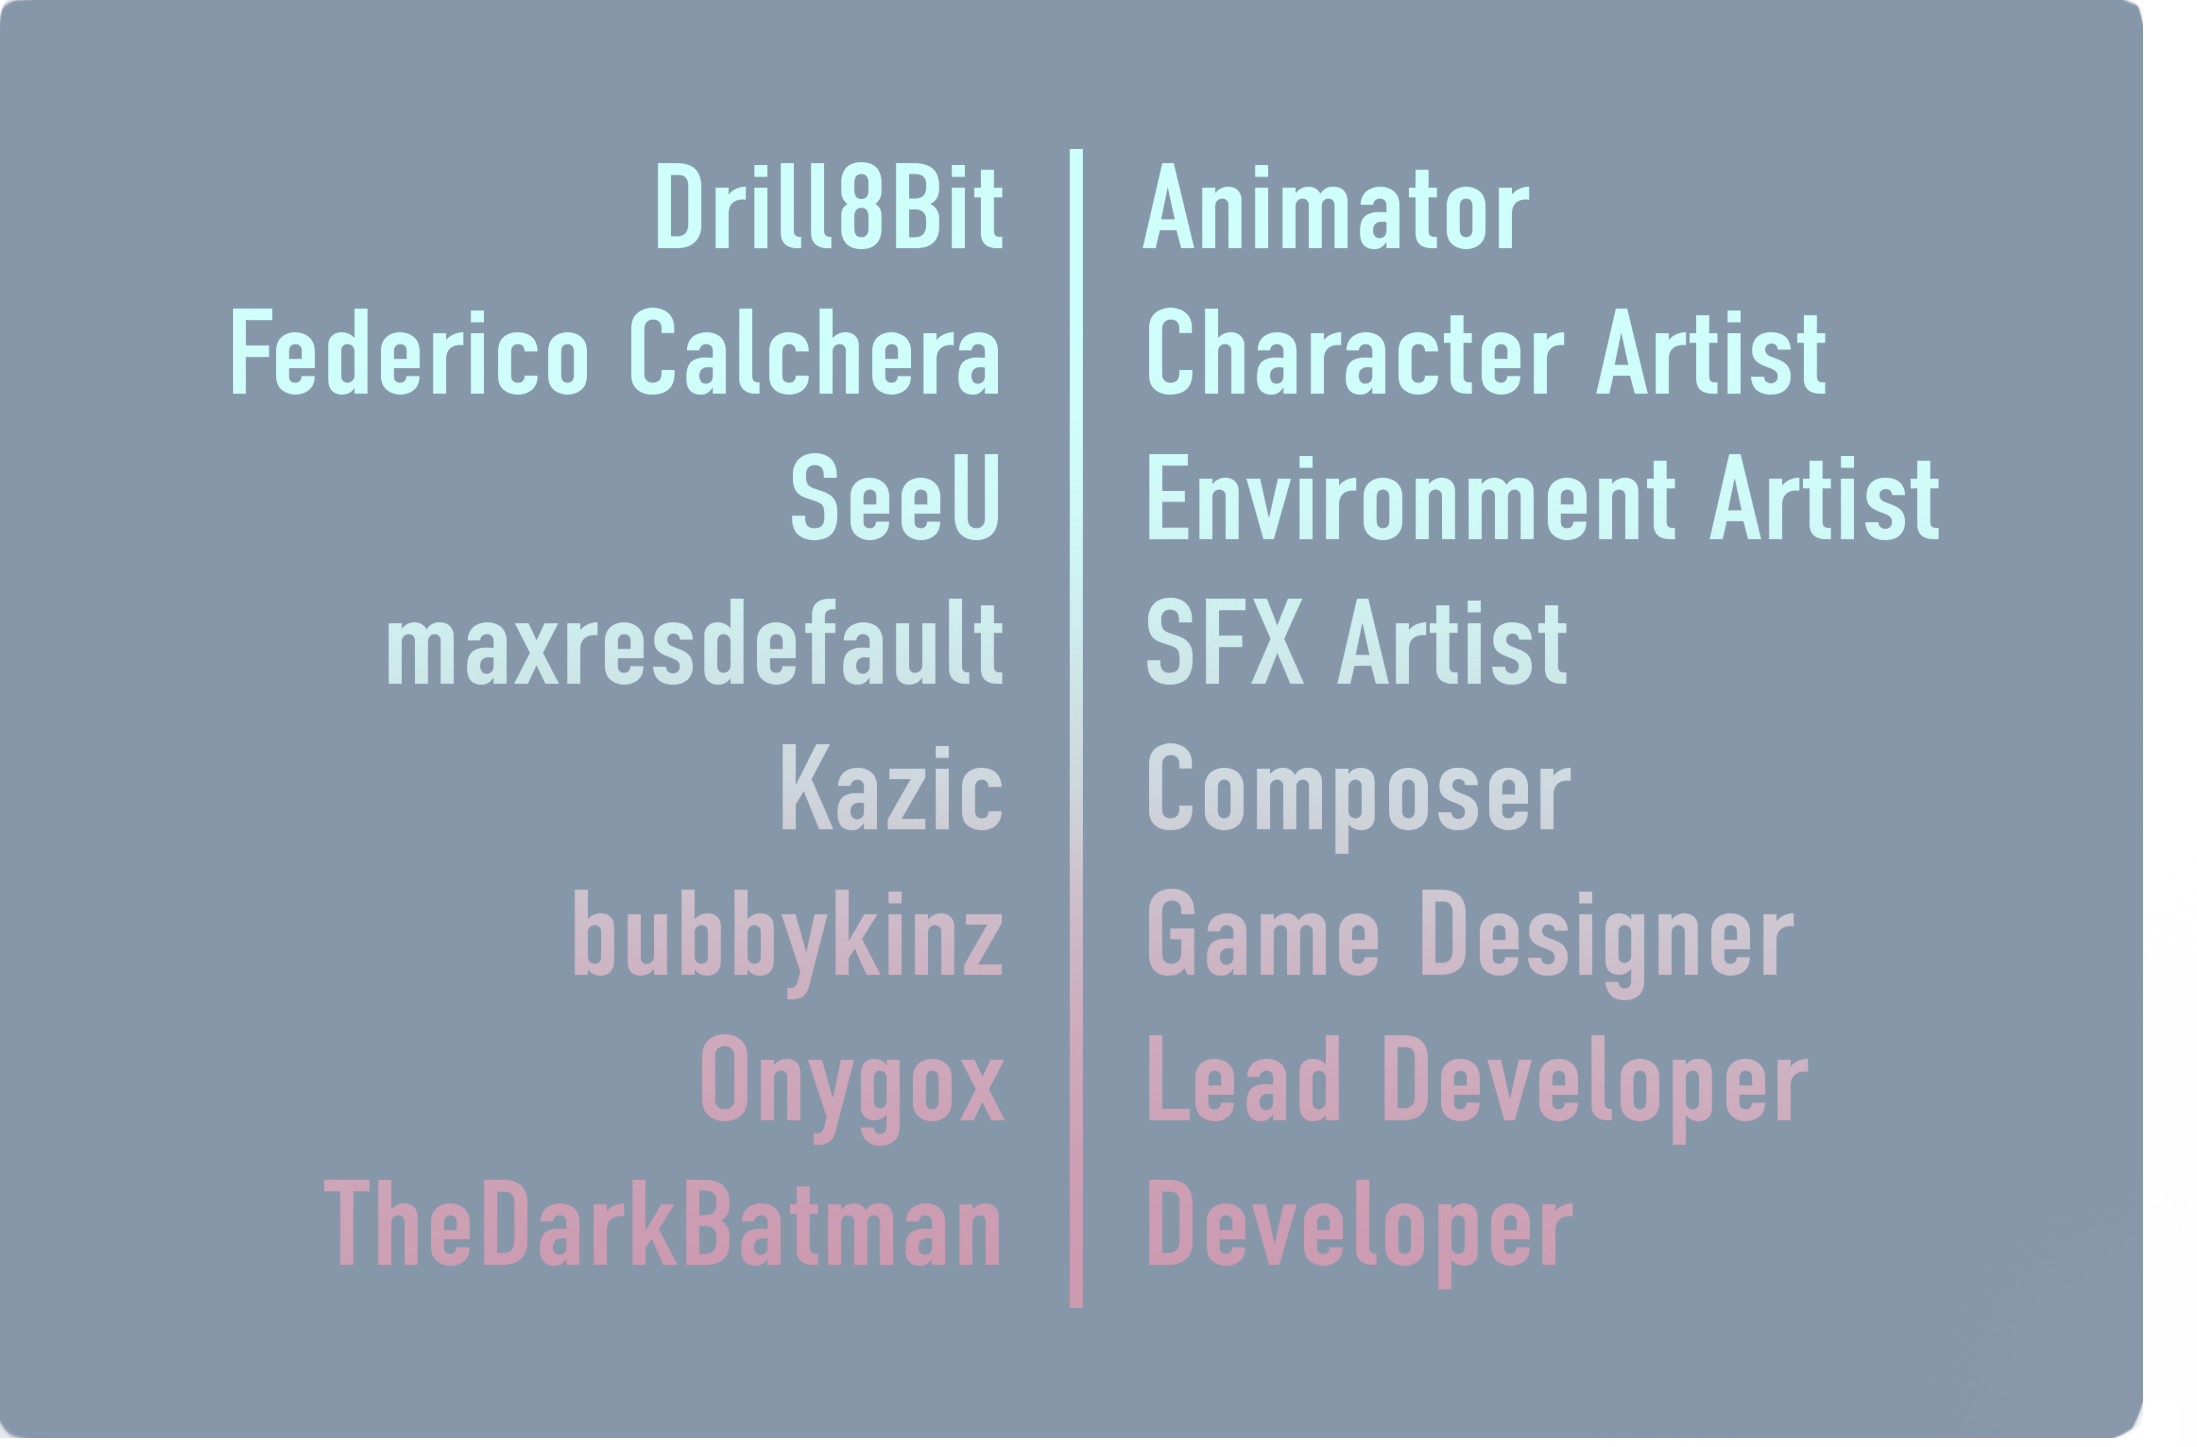 Drill8Bit Animator
Federico Calchera Character Artist
SeeU Environment Artist
maxresdefault SFX Artist
Kazic Composer
bubbykinz Game Designer
Onygox Lead Developer
TheDarkBatman Developer